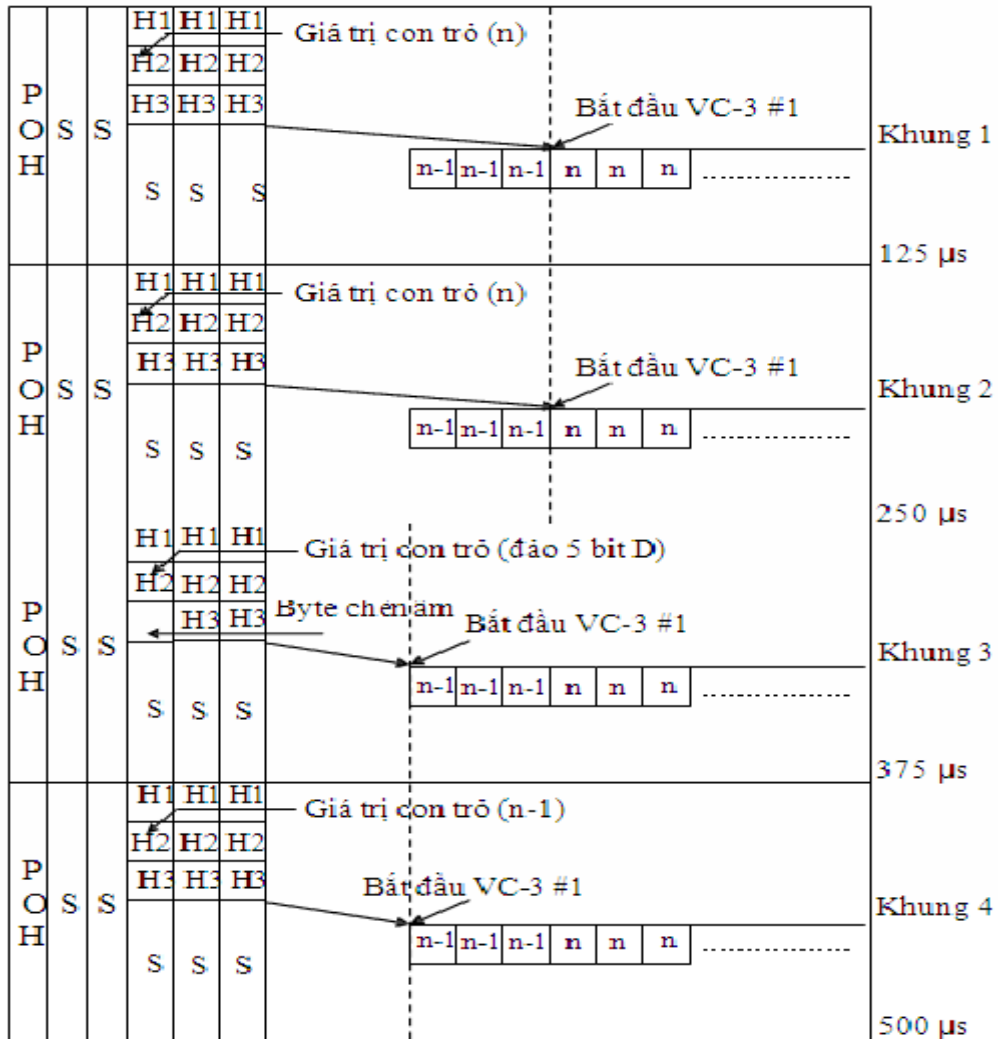 H1 H1 H1
Giá trị con trỏ (n)
H2 H2 H2
H3 H3 H3
POH S S
Bắt đầu VC-3 #1
Khung 1
n-1 n-1 n-1 n n n ................
S S S
125 µs
H1 H1 H1
Giá trị con trỏ (n)
H2 H2 H2
H3 H3 H3
POH S S
Bắt đầu VC-3 #1
Khung 2
n-1 n-1 n-1 n n n ................
S S S
250 µs
H1 H1 H1
Giá trị con trỏ (đảo 5 bit D)
H2 H2 H2
Byte chèn âm
H3 H3
POH S S
Bắt đầu VC-3 #1
Khung 3
n-1 n-1 n-1 n n n ................
S S S
375 µs
H1 H1 H1
Giá trị con trỏ (n-1)
H2 H2 H2
H3 H3 H3
POH S S
Bắt đầu VC-3 #1
Khung 4
n-1 n-1 n-1 n n n ................
S S S
500 µs